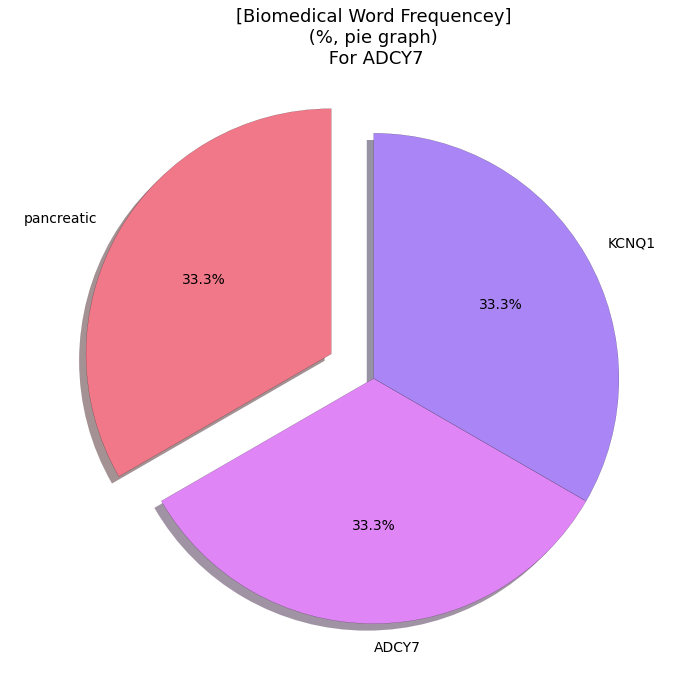 [Biomedical Word Frequencey]
(%, pie graph)
For ADCY7
pancreatic
KCNQ1
33.3%
33.3%
33.3%
ADCY7